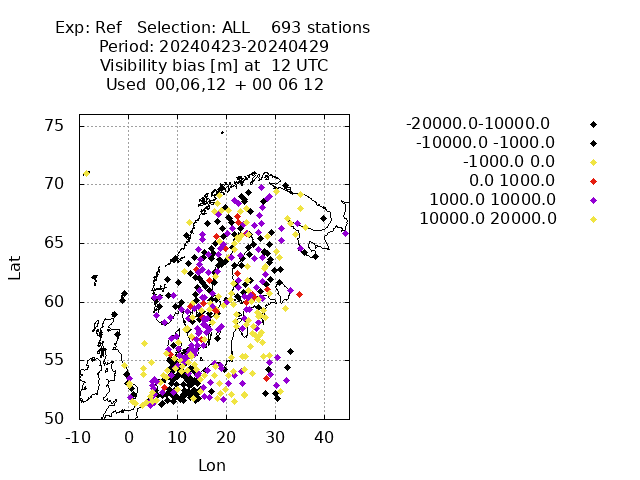 Exp: Ref   Selection: ALL    693 stations
Period: 20240423-20240429
Visibility bias [m] at  12 UTC
Used  00,06,12  + 00 06 12
-20000.0-10000.0
-10000.0 -1000.0
-1000.0 0.0
0.0 1000.0
1000.0 10000.0
10000.0 20000.0
75
70
65
60
55
50
Lat
-10 0 10 20 30 40
Lon